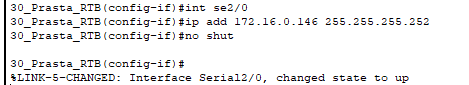 30_Prasta_RTB(config-if)#int se2/0
30_Prasta_RTB(config-if)#ip add 172.16.0.146 255.255.255.252
30_Prasta_RTB(config-if)#no shut
30_Prasta_RTB(config-if)#
%LINK-5-CHANGED: Interface Serial2/0, changed state to up